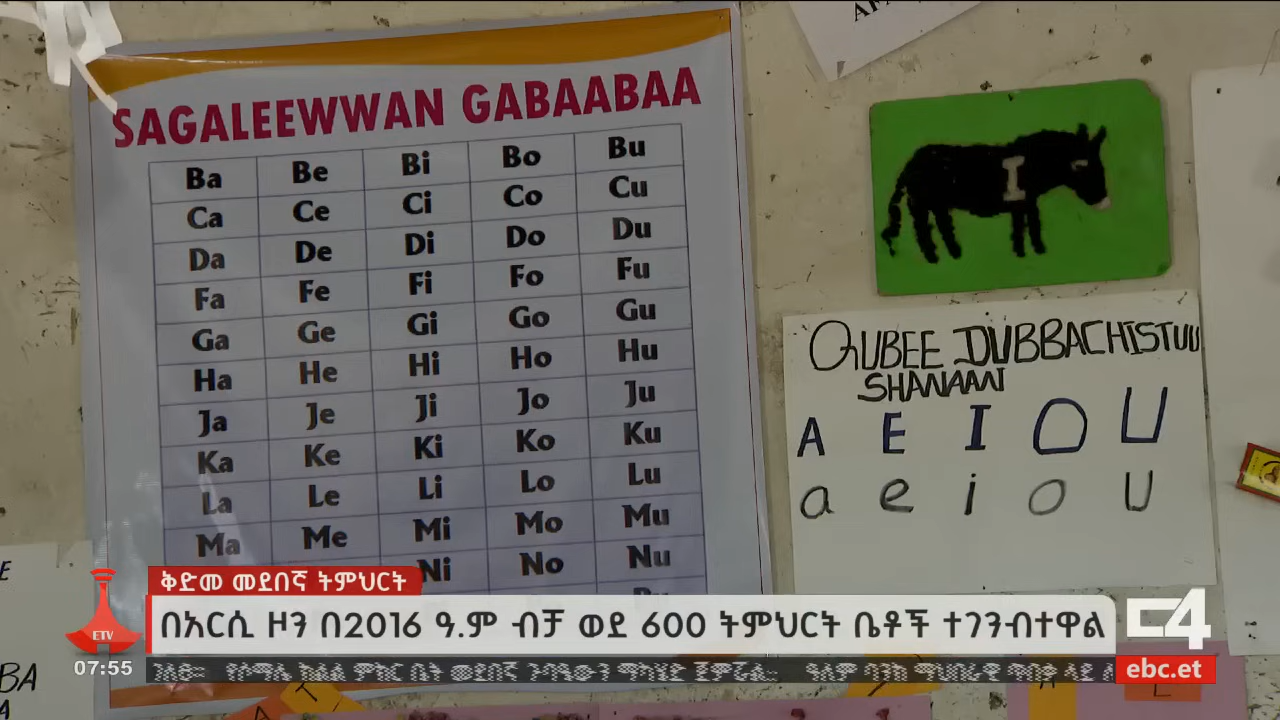 SAGALEEWWAN GABAABAA
Ba Be Bi Bo Bu
Ca Ce Ci Co Cu
Da De Di Do Du
Fa Fe Fi Fo Fu
Ga Ge Gi Go Gu
Ha He Hi Ho Hu
Ja Je Ji Jo Ju
Ka Ke Ki Ko Ku
La Le Li Lo Lu
Ma Me Mi Mo Mu
Ni No Nu
I
QUBEE DUBBACHISTUU
SHANAN
A E I O U
a e i o u
BA
ቅድመ መደበኛ ትምህርት
በአርሲ ዞን በ2016 ዓ.ም ብቻ ወደ 600 ትምህርት ቤቶች ተገንብተዋል
ETV
07:55
ebc.et